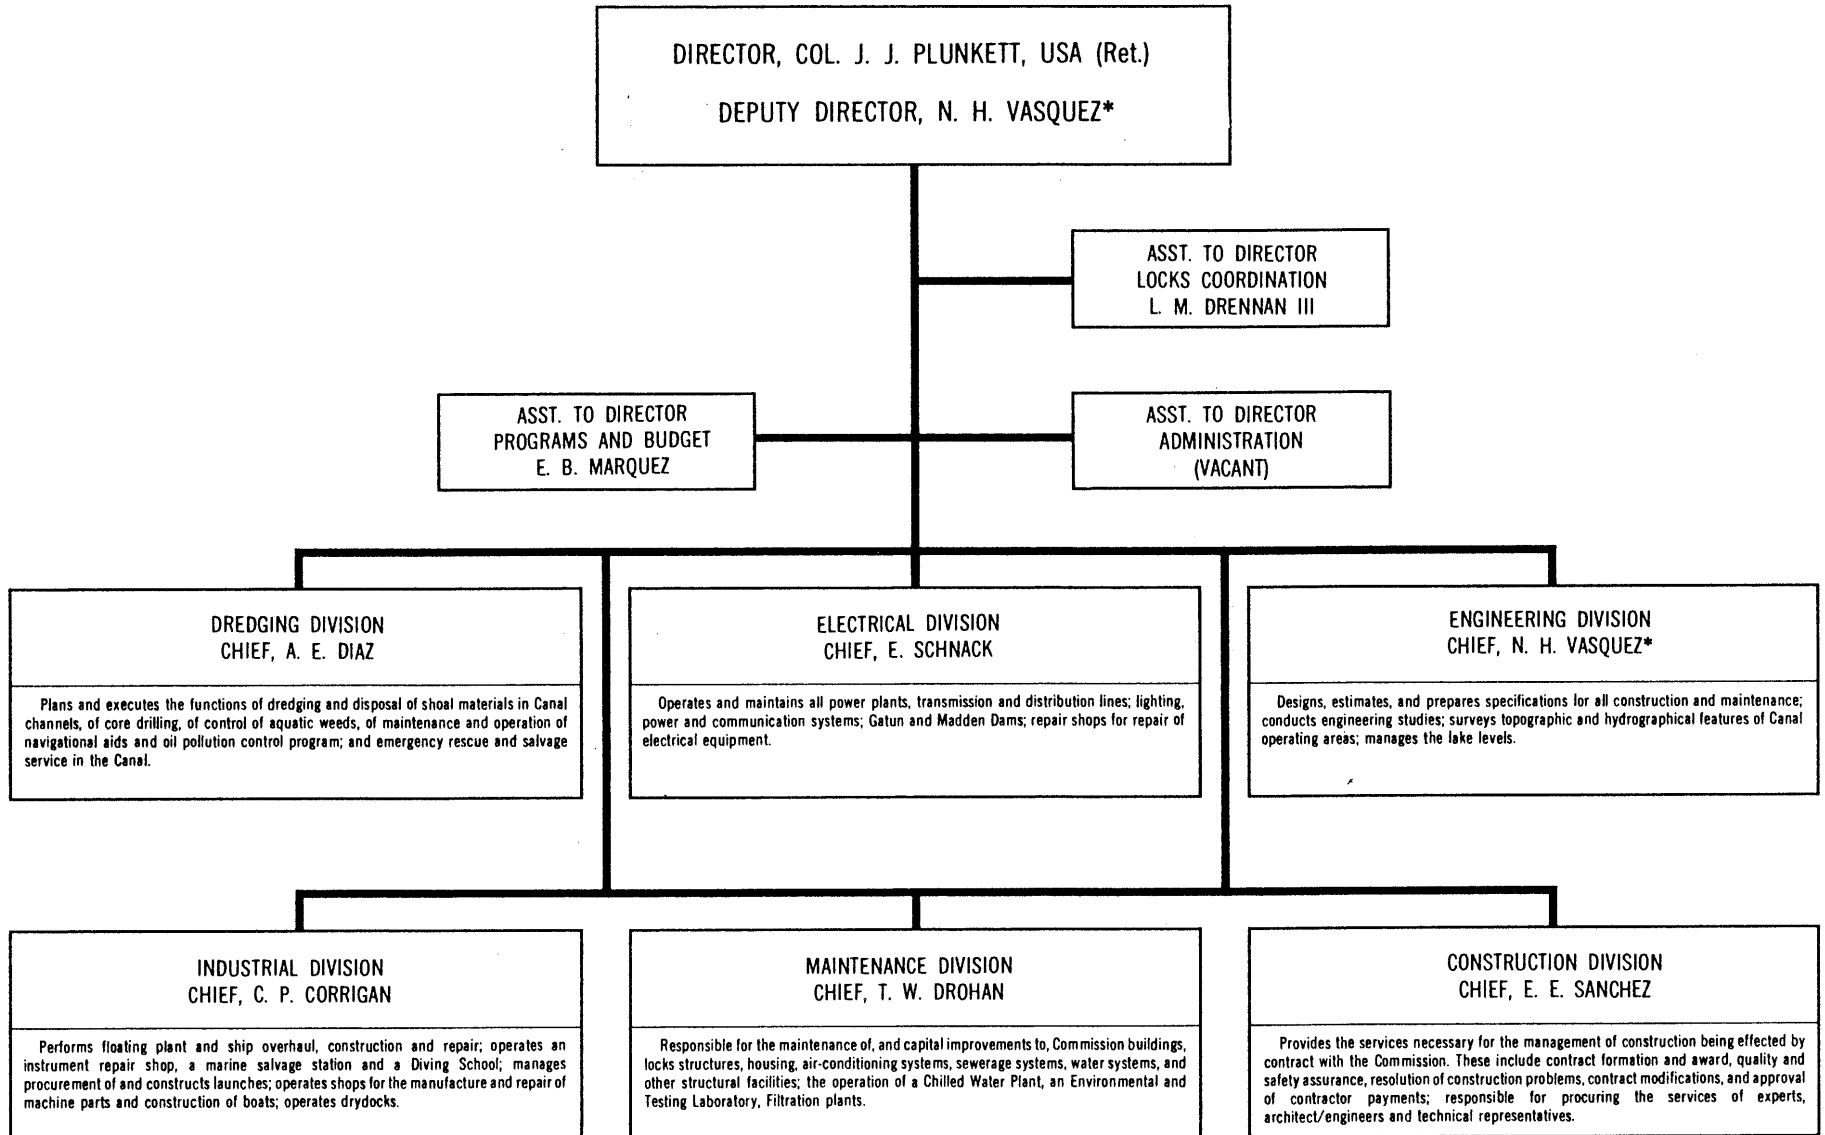 DIRECTOR, COL. J. J. PLUNKETT, USA (Ret.)
DEPUTY DIRECTOR, N. H. VASQUEZ*
ASST. TO DIRECTOR
LOCKS COORDINATION
L. M. DRENNAN III
ASST. TO DIRECTOR
PROGRAMS AND BUDGET
E. B. MARQUEZ
ASST. TO DIRECTOR
ADMINISTRATION
(VACANT)
DREDGING DIVISION
CHIEF, A. E. DIAZ
Plans and executes the functions of dredging and disposal of shoal materials in Canal
channels, of core drilling, of control of aquatic weeds, of maintenance and operation of
navigational aids and oil pollution control program; and emergency rescue and salvage
service in the Canal.
ELECTRICAL DIVISION
CHIEF, E. SCHNACK
Operates and maintains all power plants, transmission and distribution lines; lighting,
power and communication systems; Gatun and Madden Dams; repair shops for repair of
electrical equipment.
ENGINEERING DIVISION
CHIEF, N. H. VASQUEZ*
Designs, estimates, and prepares specifications for all construction and maintenance;
conducts engineering studies; surveys topographic and hydrographical features of Canal
operating areas; manages the lake levels.
INDUSTRIAL DIVISION
CHIEF, C. P. CORRIGAN
Performs floating plant and ship overhaul, construction and repair; operates an
instrument repair shop, a marine salvage station and a Diving School; manages
procurement of and constructs launches; operates shops for the manufacture and repair of
machine parts and construction of boats; operates drydocks.
MAINTENANCE DIVISION
CHIEF, T. W. DROHAN
Responsible for the maintenance of, and capital improvements to, Commission buildings,
locks structures, housing, air-conditioning systems, sewerage systems, water systems, and
other structural facilities; the operation of a Chilled Water Plant, an Environmental and
Testing Laboratory, Filtration plants.
CONSTRUCTION DIVISION
CHIEF, E. E. SANCHEZ
Provides the services necessary for the management of construction being effected by
contract with the Commission. These include contract formation and award, quality and
safety assurance, resolution of construction problems, contract modifications, and approval
of contractor payments; responsible for procuring the services of experts,
architect/engineers and technical representatives.